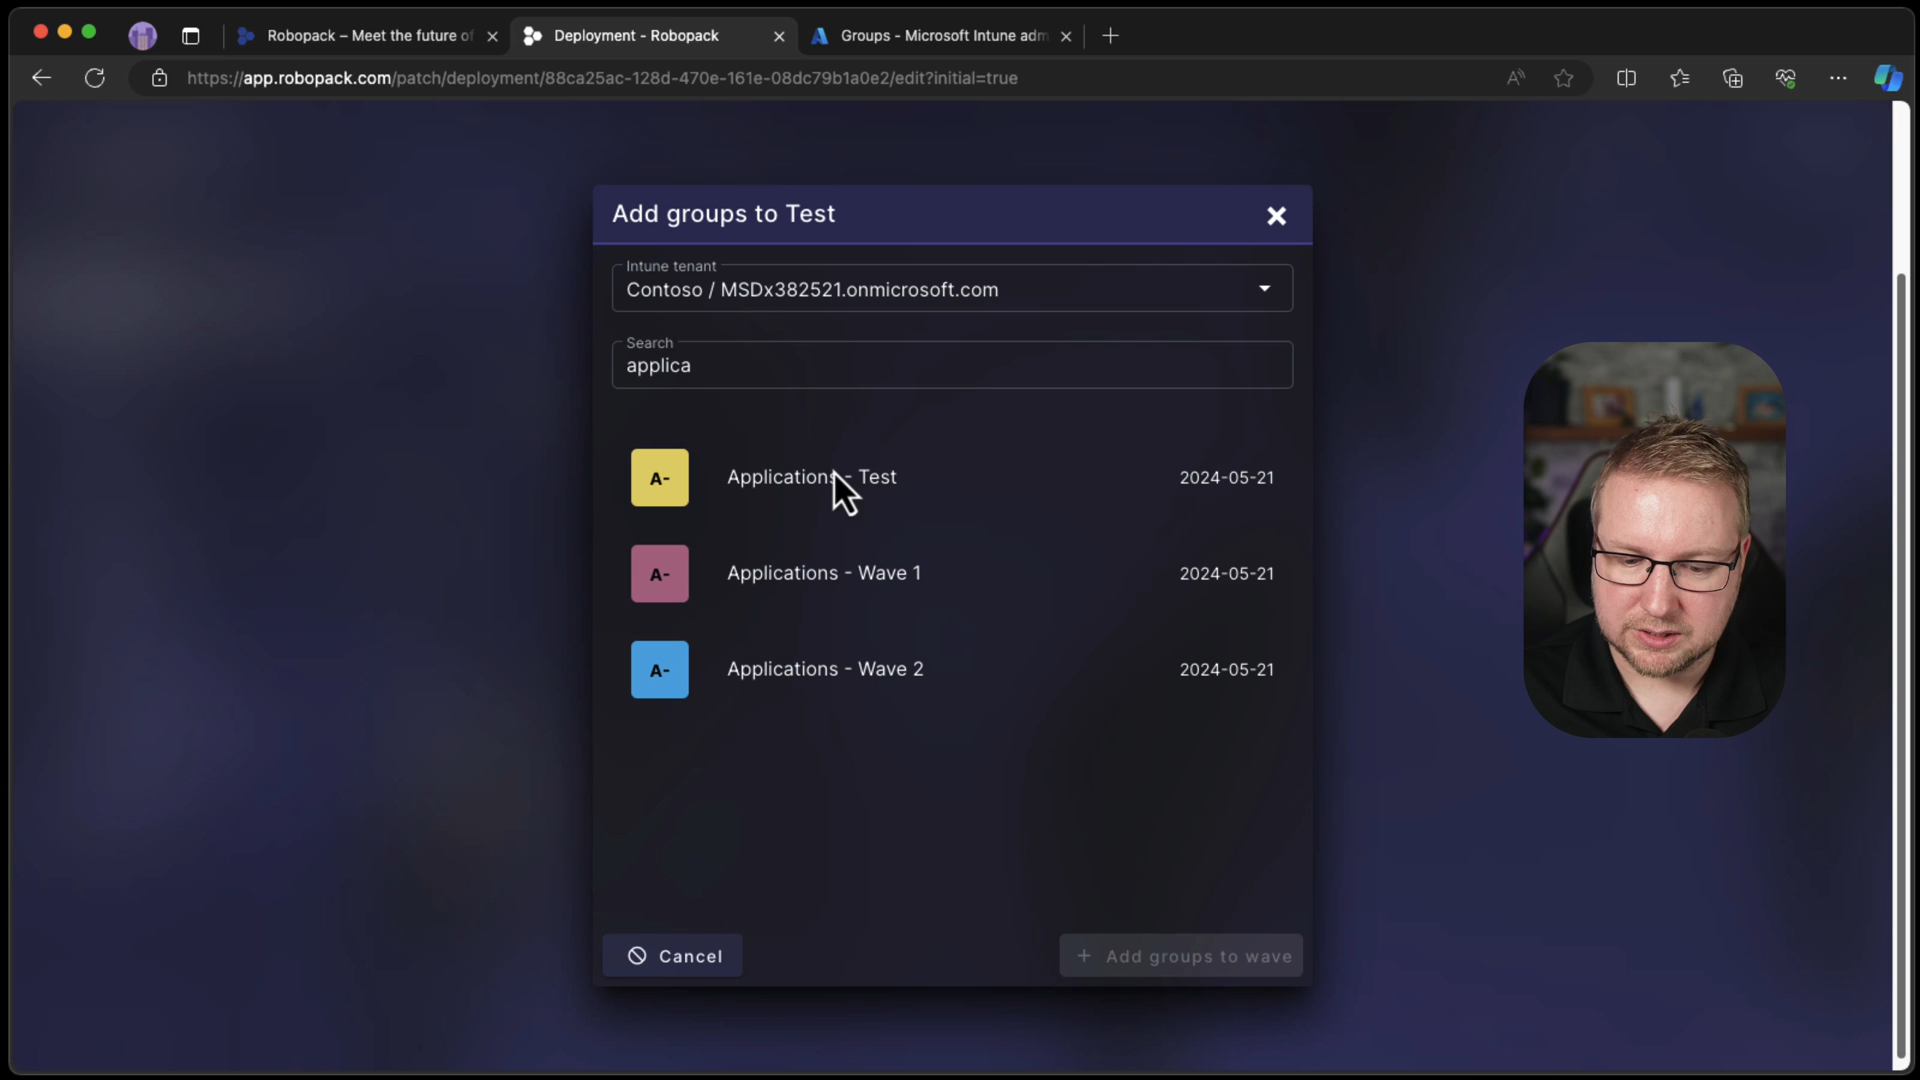 Robopack – Meet the future of
Deployment - Robopack
Groups - Microsoft Intune adm
https://app.robopack.com/patch/deployment/88ca25ac-128d-470e-161e-08dc79b1a0e2/edit?initial=true
Add groups to Test
Intune tenant
Contoso / MSDx382521.onmicrosoft.com
Search
applica
A- Applications - Test 2024-05-21
A- Applications - Wave 1 2024-05-21
A- Applications - Wave 2 2024-05-21
Cancel
+ Add groups to wave